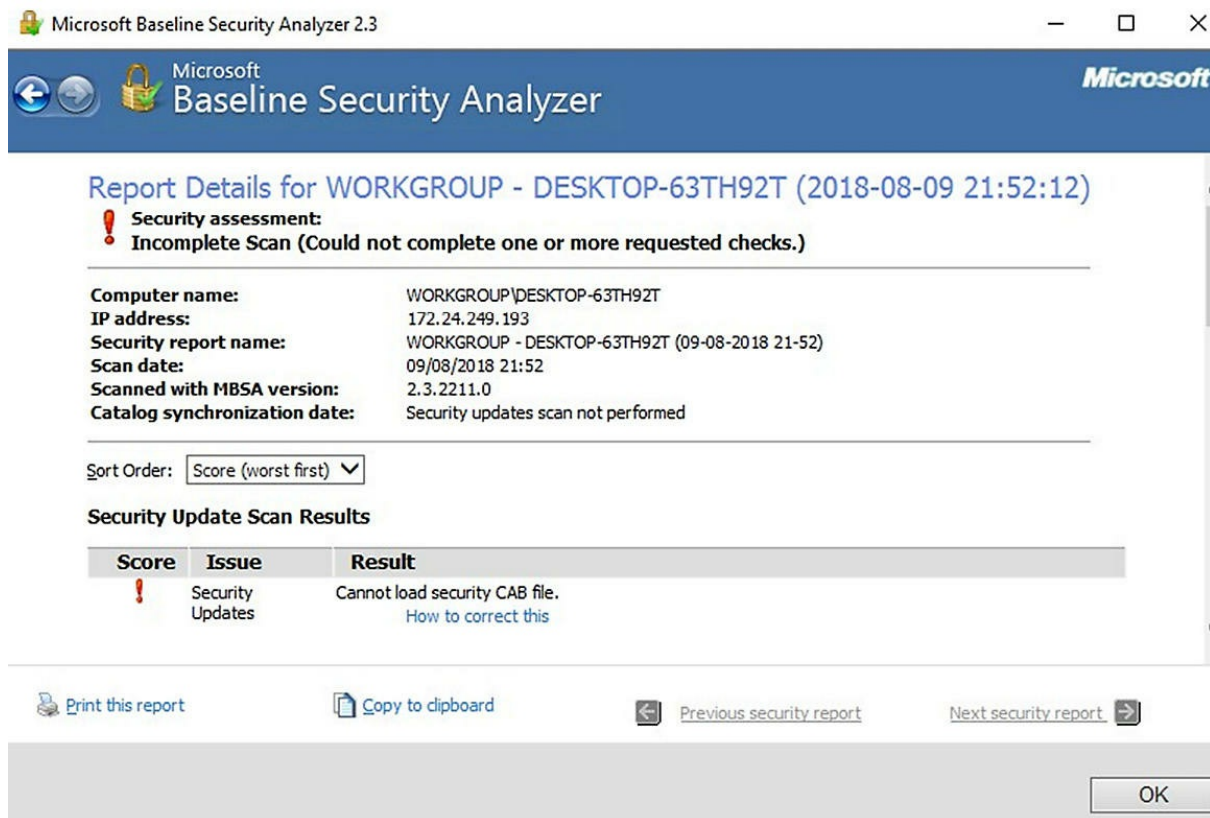 Microsoft Baseline Security Analyzer 2.3
Microsoft
Baseline Security Analyzer
Microsoft
Report Details for WORKGROUP - DESKTOP-63TH92T (2018-08-09 21:52:12)
Security assessment:
Incomplete Scan (Could not complete one or more requested checks.)
Computer name: WORKGROUP\DESKTOP-63TH92T
IP address: 172.24.249.193
Security report name: WORKGROUP - DESKTOP-63TH92T (09-08-2018 21-52)
Scan date: 09/08/2018 21:52
Scanned with MBSA version: 2.3.2211.0
Catalog synchronization date: Security updates scan not performed
Sort Order: Score (worst first)
Security Update Scan Results
Score Issue Result
Security Cannot load security CAB file.
Updates How to correct this
Print this report Copy to clipboard Previous security report Next security report
OK